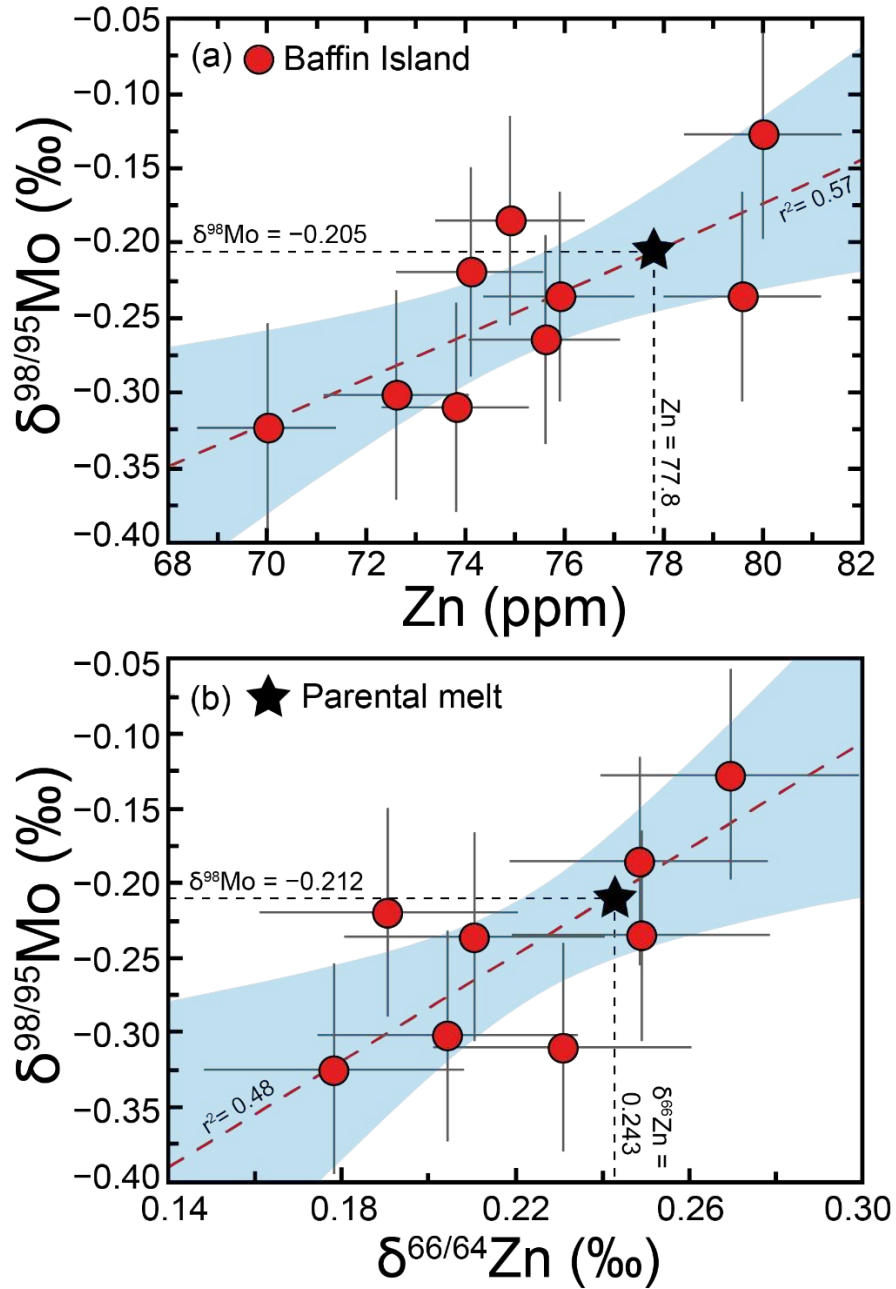 (a) Baffin Island
δ98/95Mo (‰)
−0.05
−0.10
−0.15
−0.20
−0.25
−0.30
−0.35
−0.40
δ98Mo = −0.205
r2= 0.57
Zn = 77.8
68 70 72 74 76 78 80 82
Zn (ppm)
(b) Parental melt
δ98/95Mo (‰)
−0.05
−0.10
−0.15
−0.20
−0.25
−0.30
−0.35
−0.40
δ98Mo = −0.212
r2= 0.48
δ66Zn =
0.243
0.14 0.18 0.22 0.26 0.30
δ66/64Zn (‰)